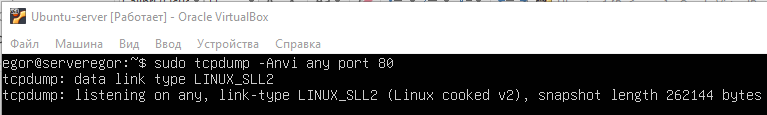 Ubuntu-server [Работает] - Oracle VirtualBox
Файл Машина Вид Ввод Устройства Справка
egor@serveregor:~$ sudo tcpdump -Anvi any port 80
tcpdump: data link type LINUX_SLL2
tcpdump: listening on any, link-type LINUX_SLL2 (Linux cooked v2), snapshot length 262144 bytes